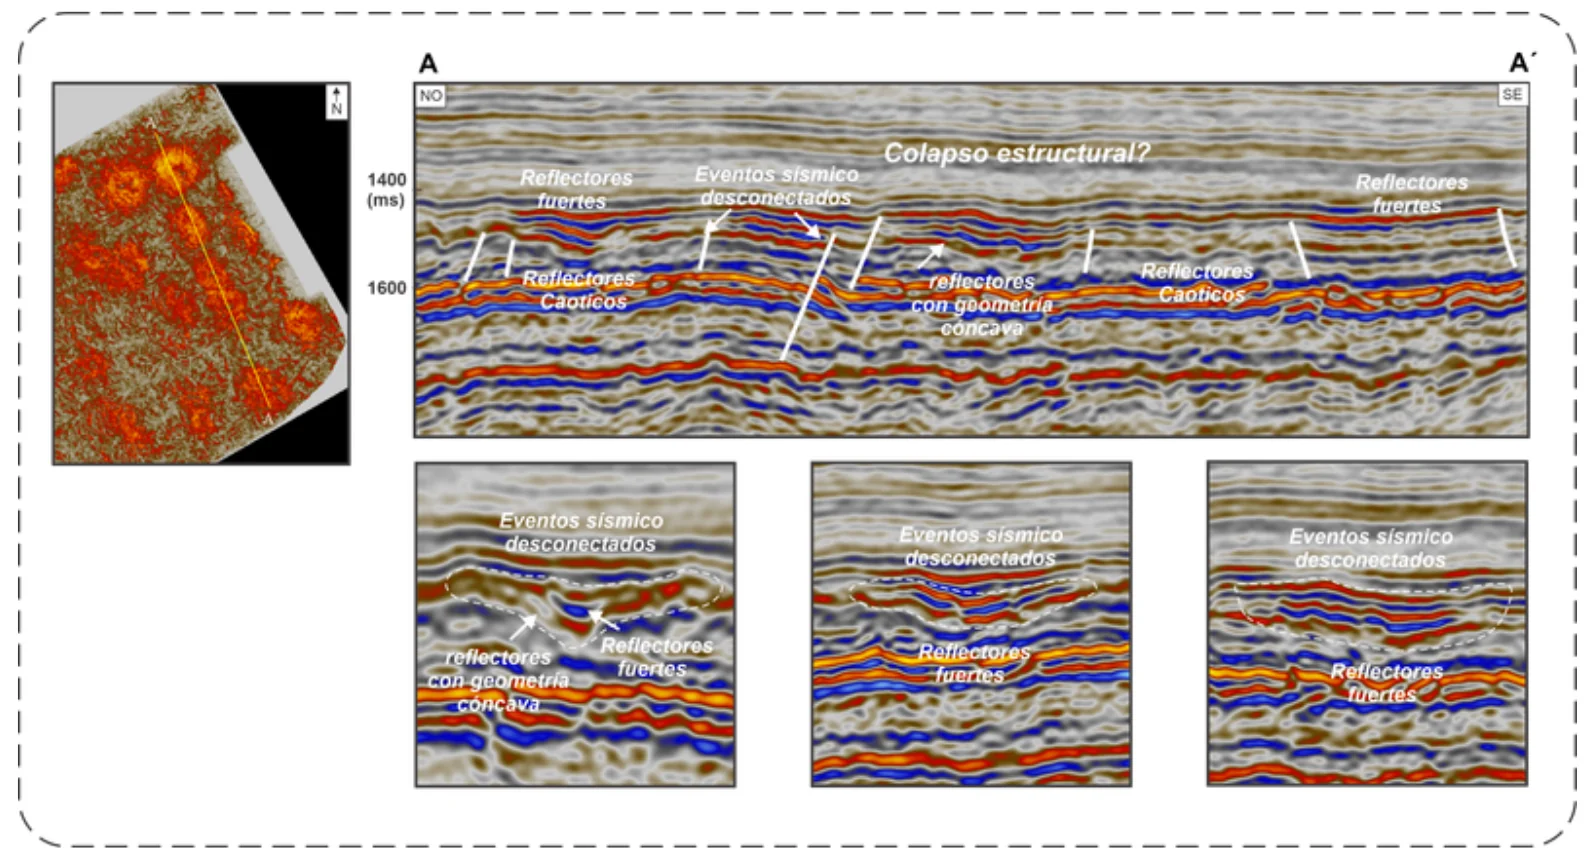 A
A´
N
NO
SE
A
A´
1400
(ms)
1600
Colapso estructural?
Reflectores
fuertes
Eventos sísmico
desconectados
Reflectores
fuertes
Reflectores
Caoticos
reflectores
con geometría
cóncava
Reflectores
Caoticos
Eventos sísmico
desconectados
reflectores
con geometría
cóncava
Reflectores
fuertes
Eventos sísmico
desconectados
Reflectores
fuertes
Eventos sísmico
desconectados
Reflectores
fuertes